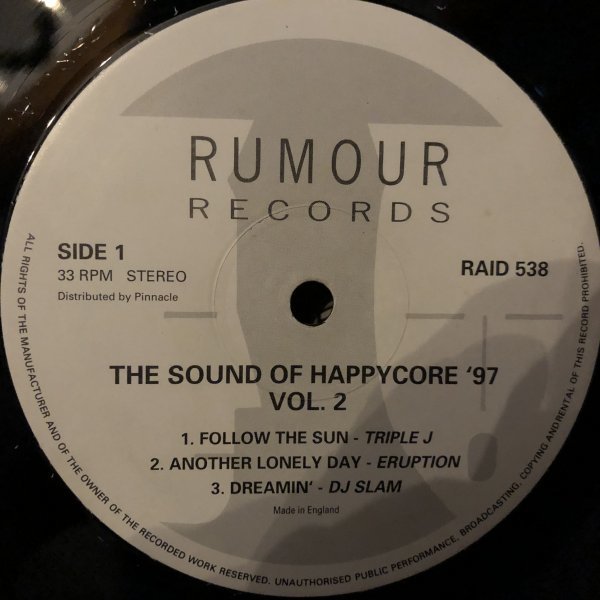 RUMOUR
RECORDS
SIDE 1
33 RPM STEREO
Distributed by Pinnacle
RAID 538
THE SOUND OF HAPPYCORE ‘97
VOL. 2
1. FOLLOW THE SUN - TRIPLE J
2. ANOTHER LONELY DAY - ERUPTION
3. DREAMIN‘ - DJ SLAM
Made in England
ALL RIGHTS OF THE MANUFACTURER AND OF THE OWNER OF THE RECORDED WORK RESERVED. UNAUTHORISED PUBLIC PERFORMANCE, BROADCASTING, COPYING AND RENTAL OF THIS RECORD PROHIBITED.